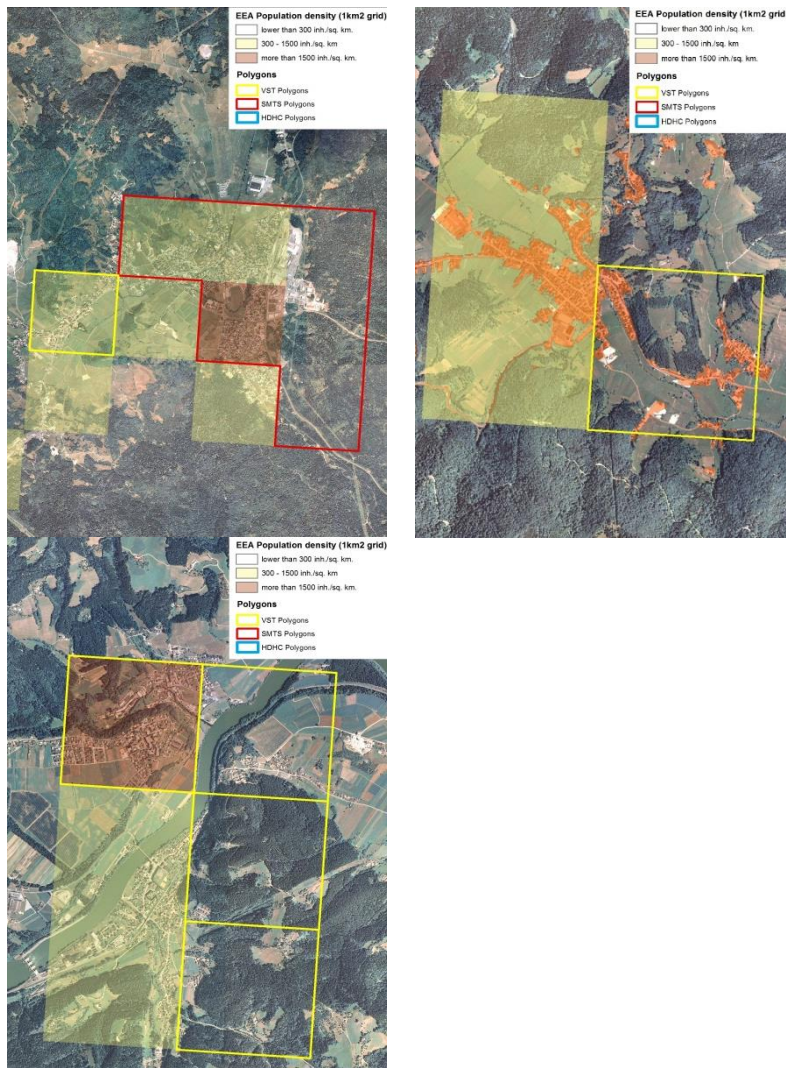 EEA Population density (1km2 grid)
lower than 300 inh./sq. km.
300 - 1500 inh./sq. km
more than 1500 inh./sq. km
Polygons
VST Polygons
SMTS Polygons
HDHC Polygons
EEA Population density (1km2 grid)
lower than 300 inh./sq. km.
300 - 1500 inh./sq. km
more than 1500 inh./sq. km
Polygons
VST Polygons
SMTS Polygons
HDHC Polygons
EEA Population density (1km2 grid)
lower than 300 inh./sq. km.
300 - 1500 inh./sq. km
more than 1500 inh./sq. km
Polygons
VST Polygons
SMTS Polygons
HDHC Polygons